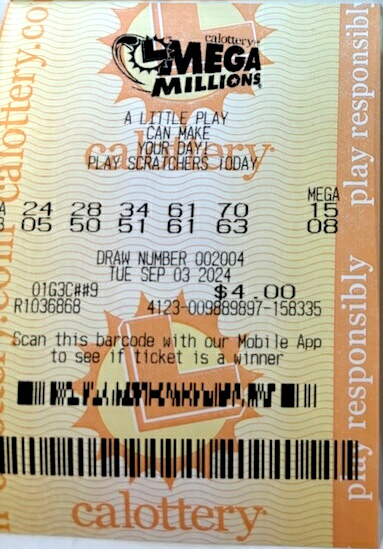 calottery
MEGA
MILLIONS
A LITTLE PLAY
CAN MAKE
YOUR DAY!
PLAY SCRATCHERS TODAY
calottery
MEGA
A 24 28 34 61 70 15
B 05 50 51 61 63 08
DRAW NUMBER 002004
TUE SEP 03 2024
01G3C##9 $4.00
R1036868 4123-009889897-158335
Scan this barcode with our Mobile App
to see if ticket is a winner
calottery
calottery.com
play responsibly
play responsibly